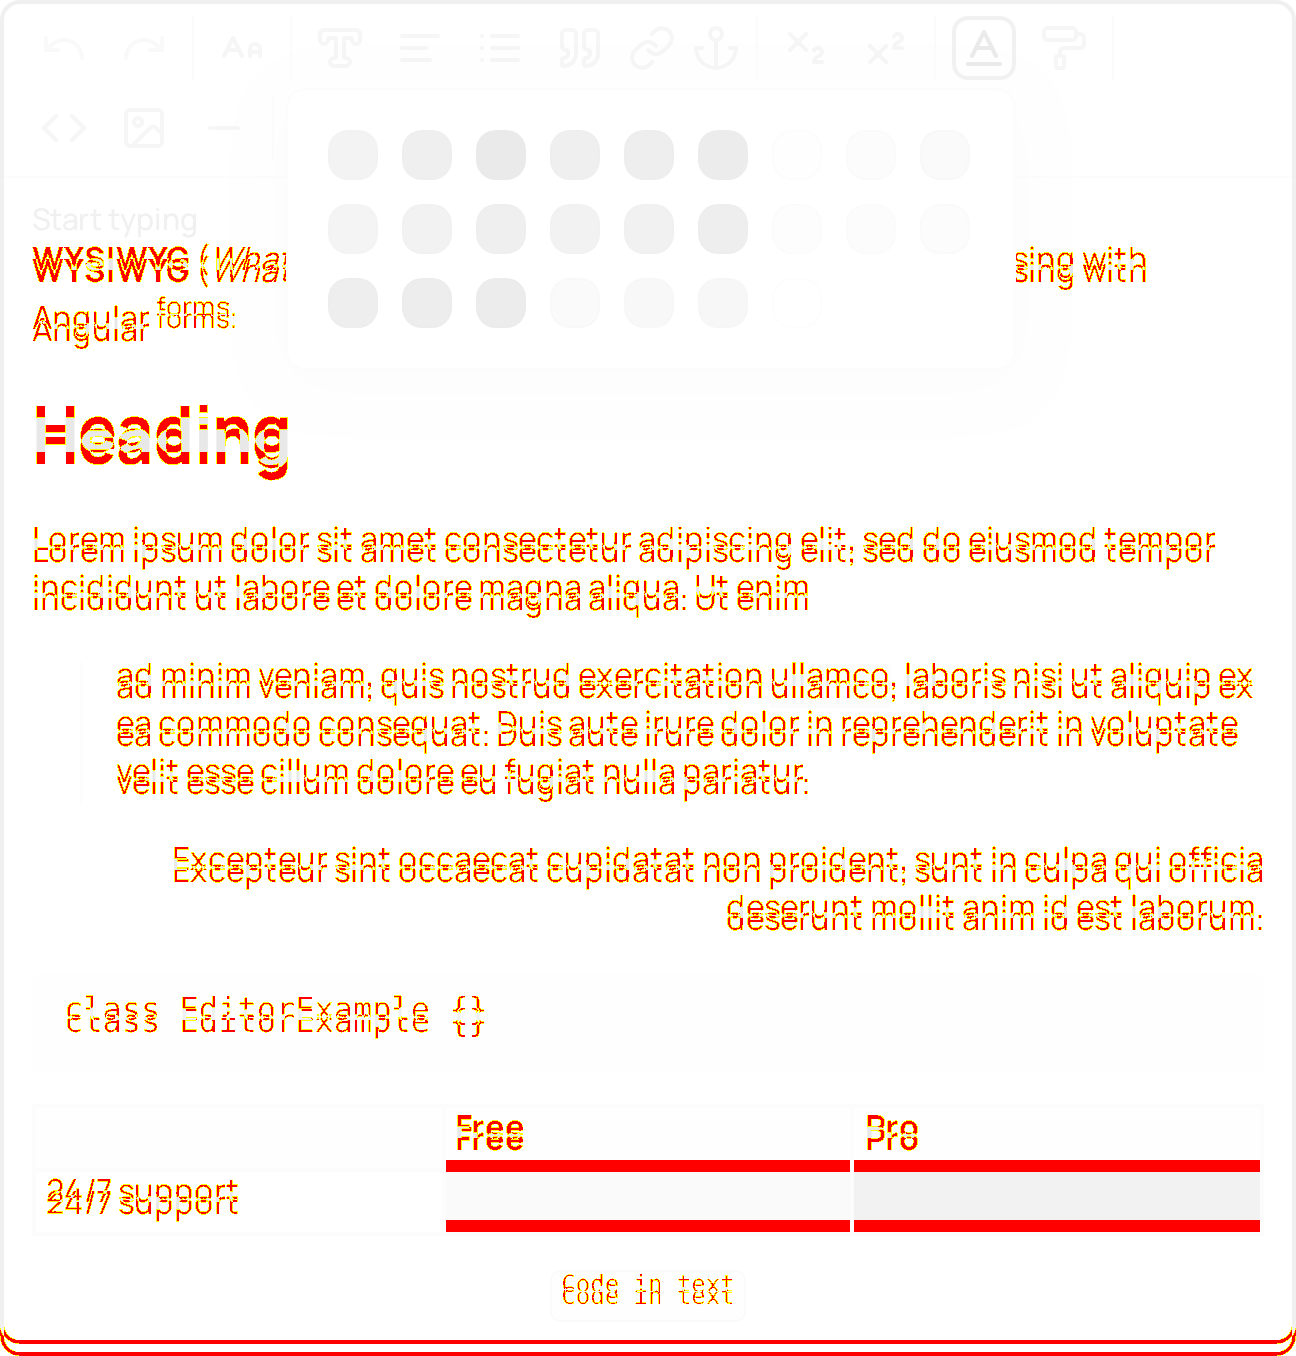 Start typing
WYSIWYG (What sing with
Angular forms:
Heading
Lorem ipsum dolor sit amet consectetur adipiscing elit, sed do eiusmod tempor
incididunt ut labore et dolore magna aliqua. Ut enim
ad minim veniam, quis nostrud exercitation ullamco, laboris nisi ut aliquip ex
ea commodo consequat. Duis aute irure dolor in reprehenderit in voluptate
velit esse cillum dolore eu fugiat nulla pariatur.
Excepteur sint occaecat cupidatat non proident, sunt in culpa qui officia
deserunt mollit anim id est laborum.
class EditorExample {}
Free Pro
24/7 support
Code in text